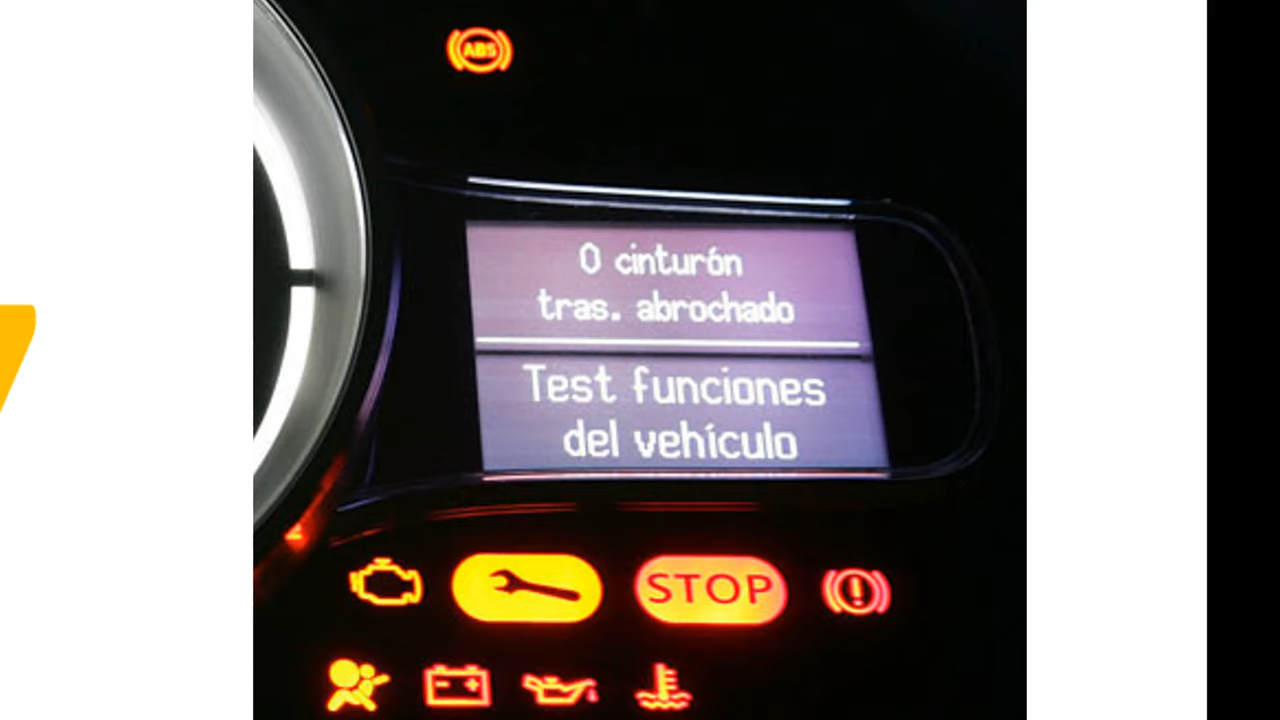 ABS
0 cinturón
tras. abrochado
Test funciones
del vehículo
STOP